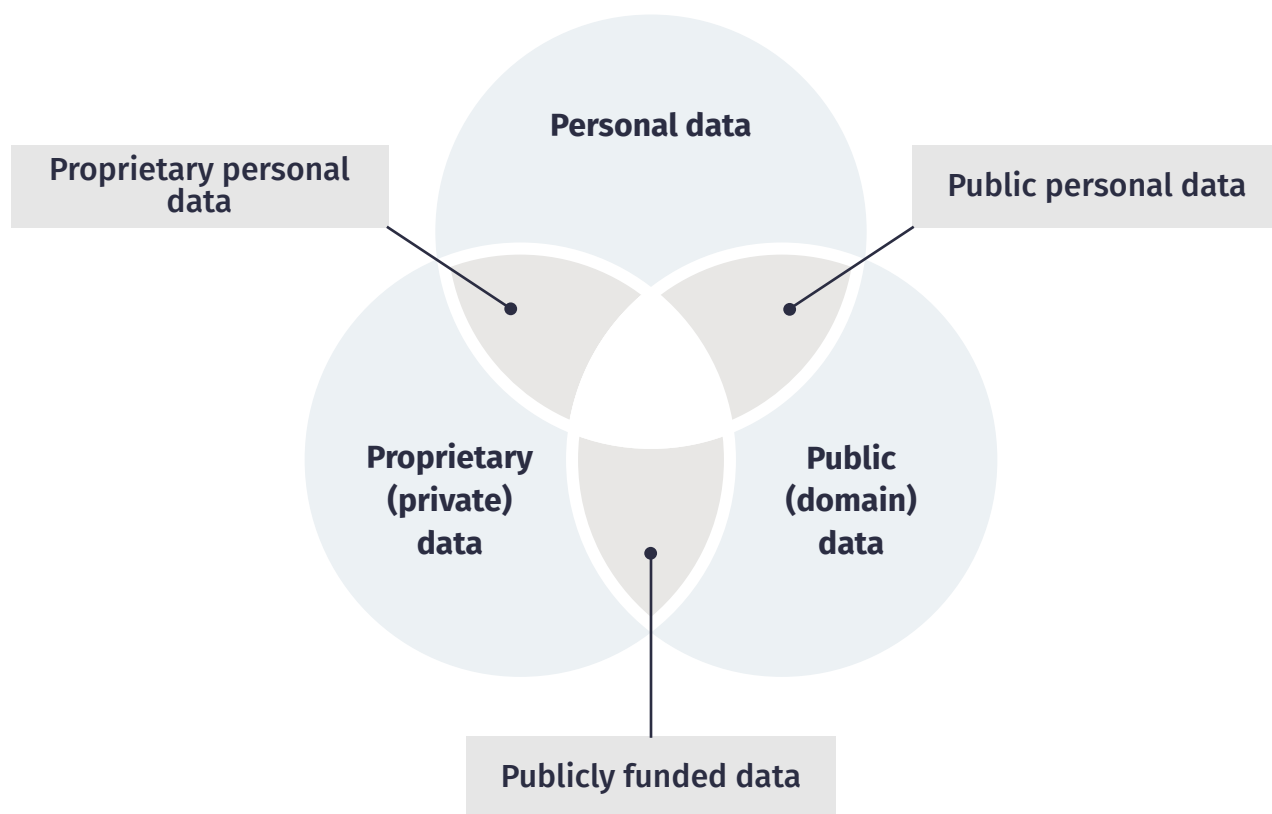 Personal data
Proprietary personal
data
Public personal data
Proprietary
(private)
data
Public
(domain)
data
Publicly funded data